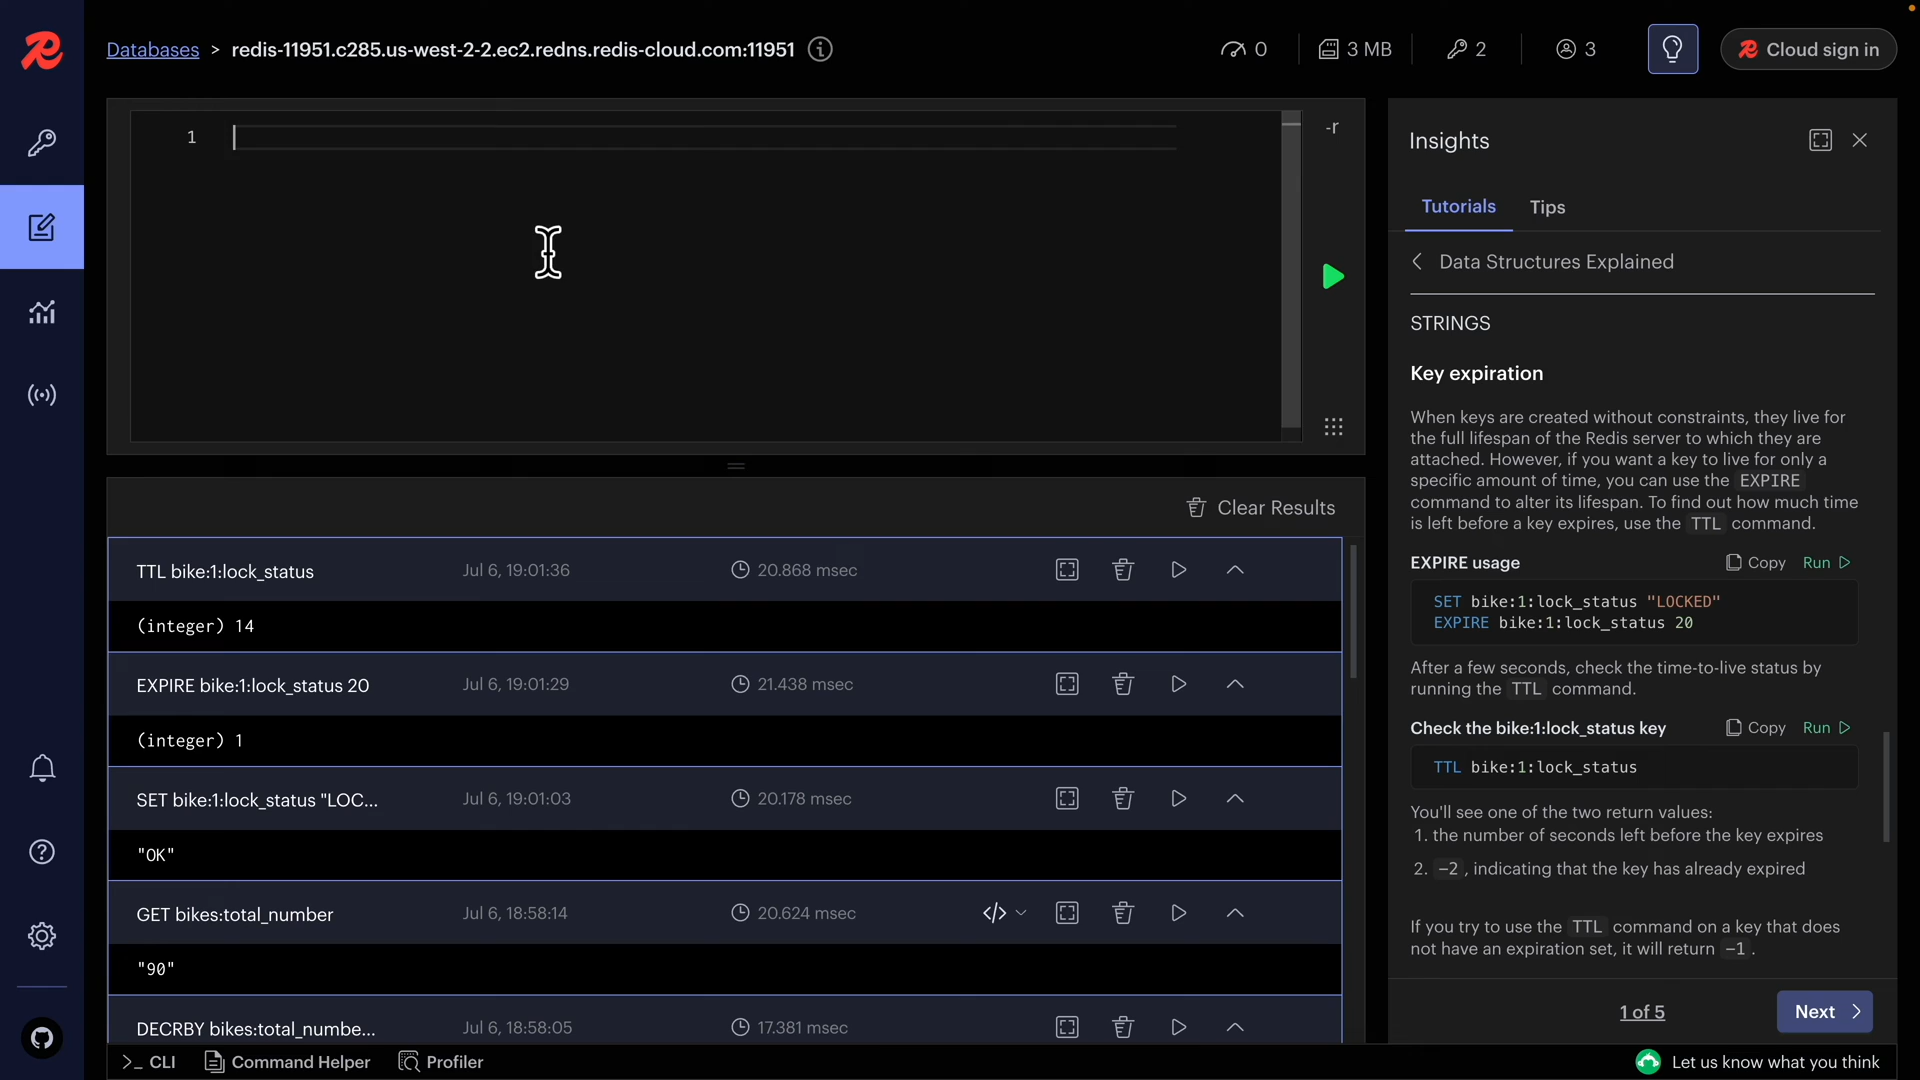 Databases > redis-11951.c285.us-west-2-2.ec2.redns.redis-cloud.com:11951
0
3 MB
2
3
Cloud sign in
1
-r
Clear Results
TTL bike:1:lock_status Jul 6, 19:01:36 20.868 msec
(integer) 14
EXPIRE bike:1:lock_status 20 Jul 6, 19:01:29 21.438 msec
(integer) 1
SET bike:1:lock_status "LOC... Jul 6, 19:01:03 20.178 msec
"OK"
GET bikes:total_number Jul 6, 18:58:14 20.624 msec
"90"
DECRBY bikes:total_numbe... Jul 6, 18:58:05 17.381 msec
>_ CLI
Command Helper
Profiler
Insights
Tutorials
Tips
Data Structures Explained
STRINGS
Key expiration
When keys are created without constraints, they live for
the full lifespan of the Redis server to which they are
attached. However, if you want a key to live for only a
specific amount of time, you can use the EXPIRE
command to alter its lifespan. To find out how much time
is left before a key expires, use the TTL command.
EXPIRE usage Copy Run
SET bike:1:lock_status "LOCKED"
EXPIRE bike:1:lock_status 20
After a few seconds, check the time-to-live status by
running the TTL command.
Check the bike:1:lock_status key Copy Run
TTL bike:1:lock_status
You'll see one of the two return values:
1. the number of seconds left before the key expires
2. -2, indicating that the key has already expired
If you try to use the TTL command on a key that does
not have an expiration set, it will return -1.
1 of 5
Next
Let us know what you think